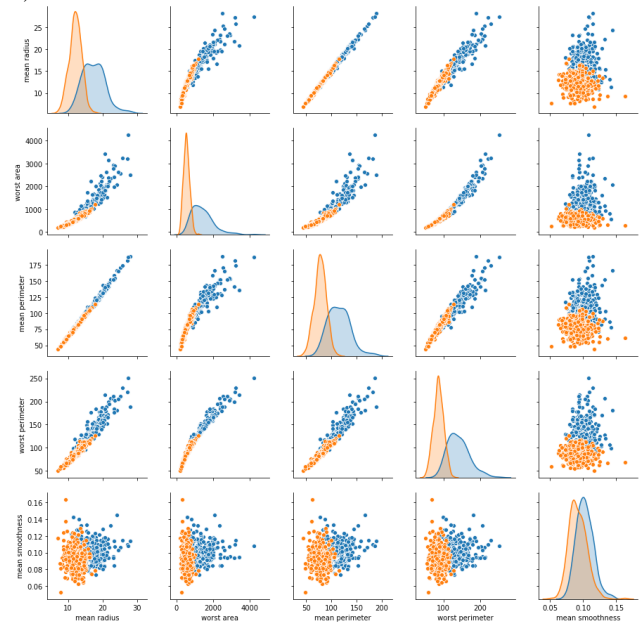 mean radius
25
20
15
10
worst area
4000
3000
2000
1000
0
mean perimeter
175
150
125
100
75
50
worst perimeter
250
200
150
100
50
mean smoothness
0.16
0.14
0.12
0.10
0.08
0.06
10 20 30
mean radius
0 2000 4000
worst area
50 100 150 200
mean perimeter
100 200
worst perimeter
0.05 0.10 0.15
mean smoothness